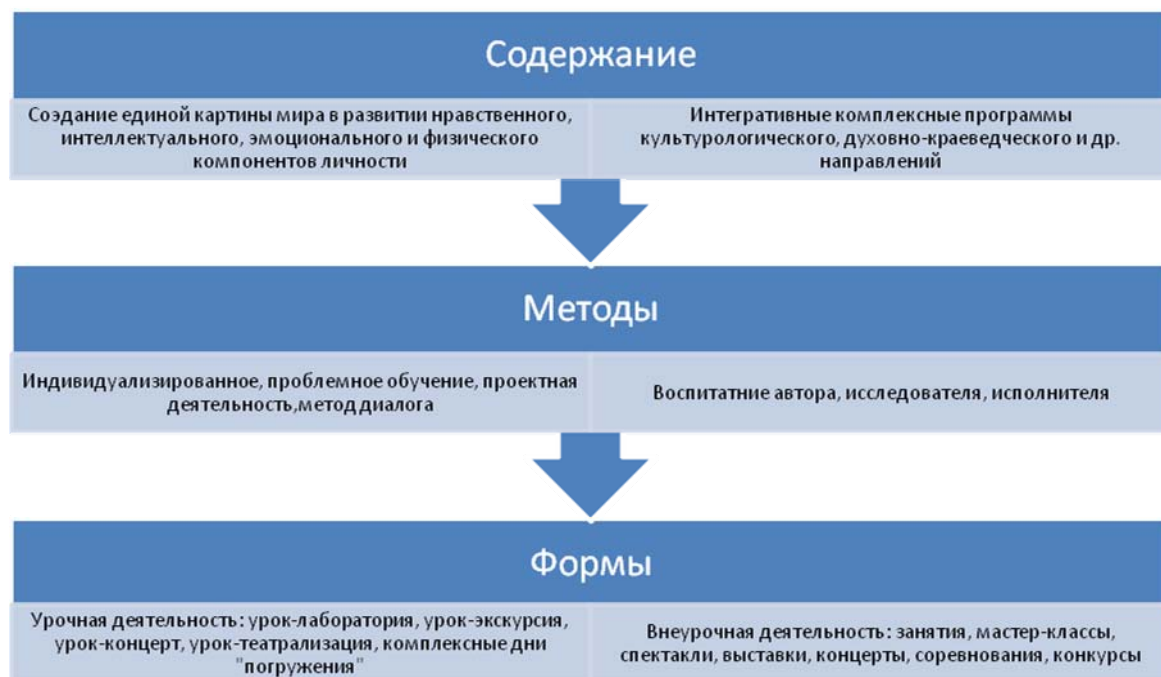 Содержание
Создание единой картины мира в развитии нравственного,
интеллектуального, эмоционального и физического
компонентов личности
Интегративные комплексные программы
культурологического, духовно-краеведческого и др.
направлений
Методы
Индивидуализированное, проблемное обучение, проектная
деятельность,метод диалога
Воспитатние автора, исследователя, исполнителя
Формы
Урочная деятельность: урок-лаборатория, урок-экскурсия,
урок-концерт, урок-театрализация, комплексные дни
"погружения"
Внеурочная деятельность: занятия, мастер-классы,
спектакли, выставки, концерты, соревнования, конкурсы